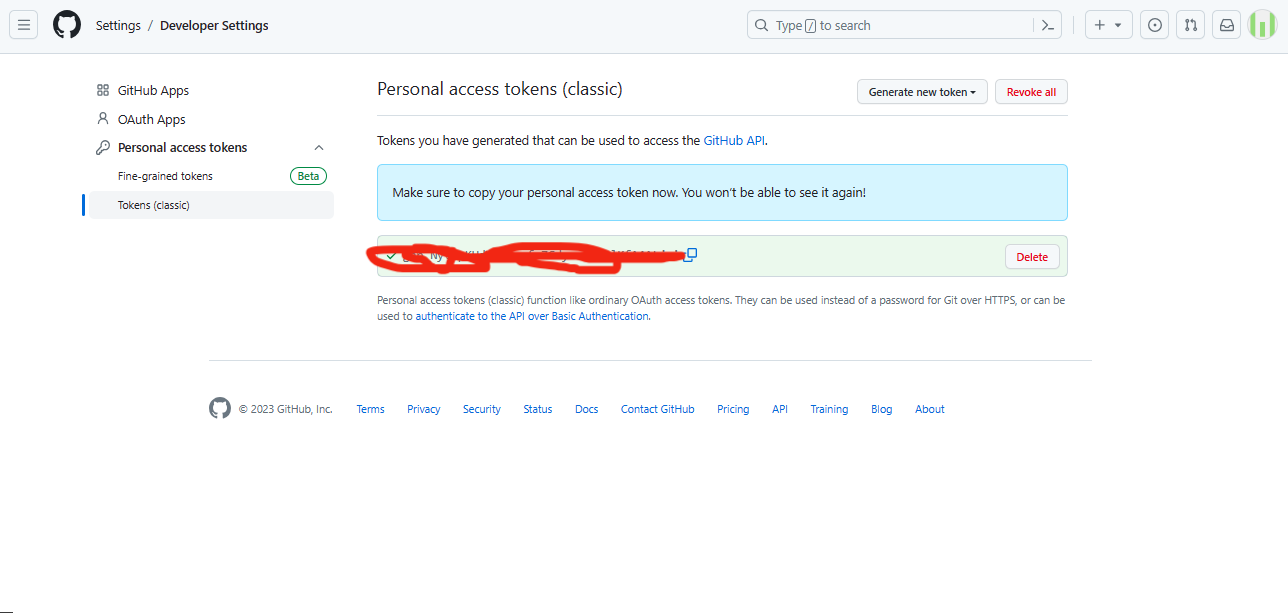 Settings / Developer Settings
Type / to search
GitHub Apps
OAuth Apps
Personal access tokens
Fine-grained tokens
Beta
Tokens (classic)
Personal access tokens (classic)
Generate new token
Revoke all
Tokens you have generated that can be used to access the GitHub API.
Make sure to copy your personal access token now. You won't be able to see it again!
Delete
Personal access tokens (classic) function like ordinary OAuth access tokens. They can be used instead of a password for Git over HTTPS, or can be
used to authenticate to the API over Basic Authentication.
© 2023 GitHub, Inc. Terms Privacy Security Status Docs Contact GitHub Pricing API Training Blog About